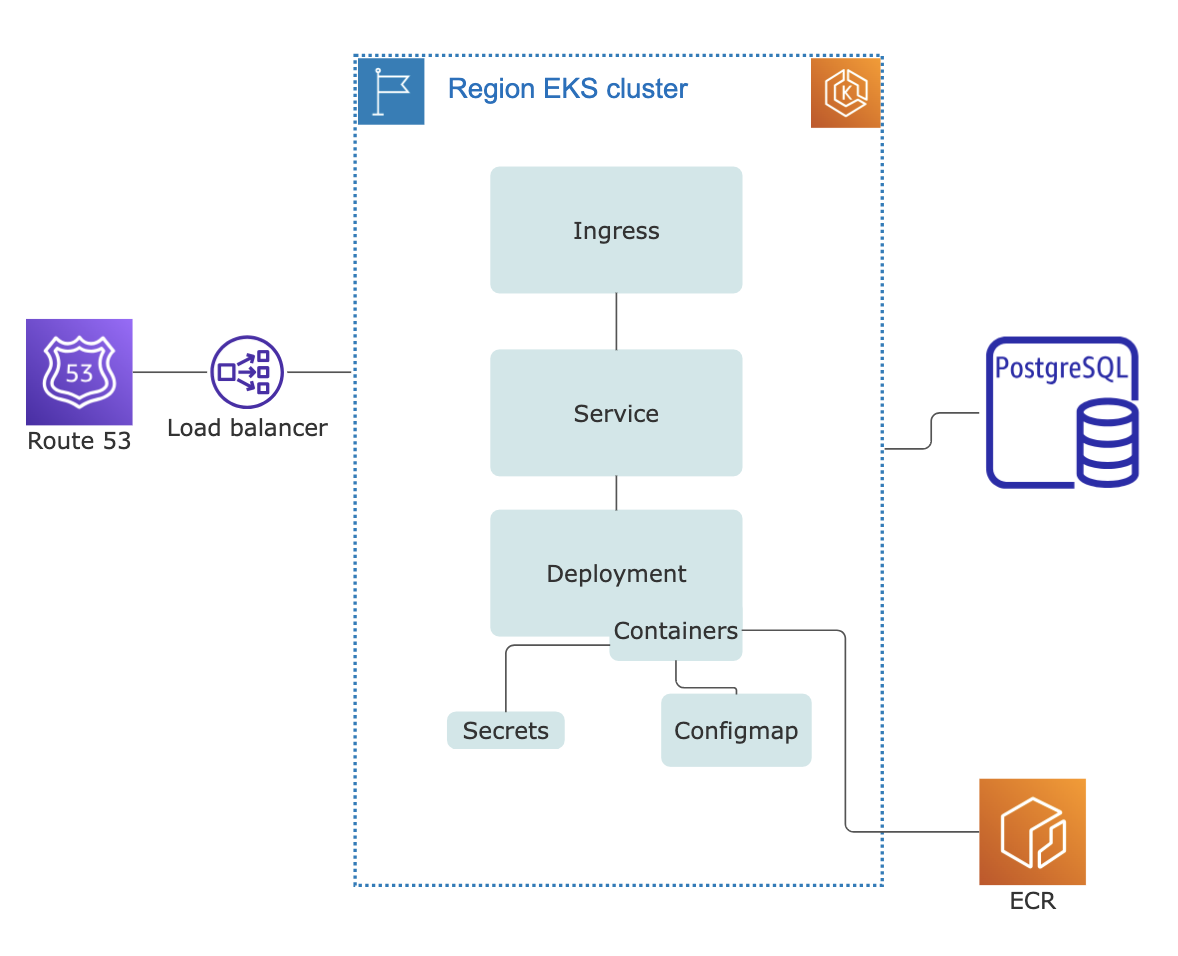 Region EKS cluster
K
Ingress
53
Route 53
Load balancer
Service
PostgreSQL
Deployment
Containers
Secrets
Configmap
ECR